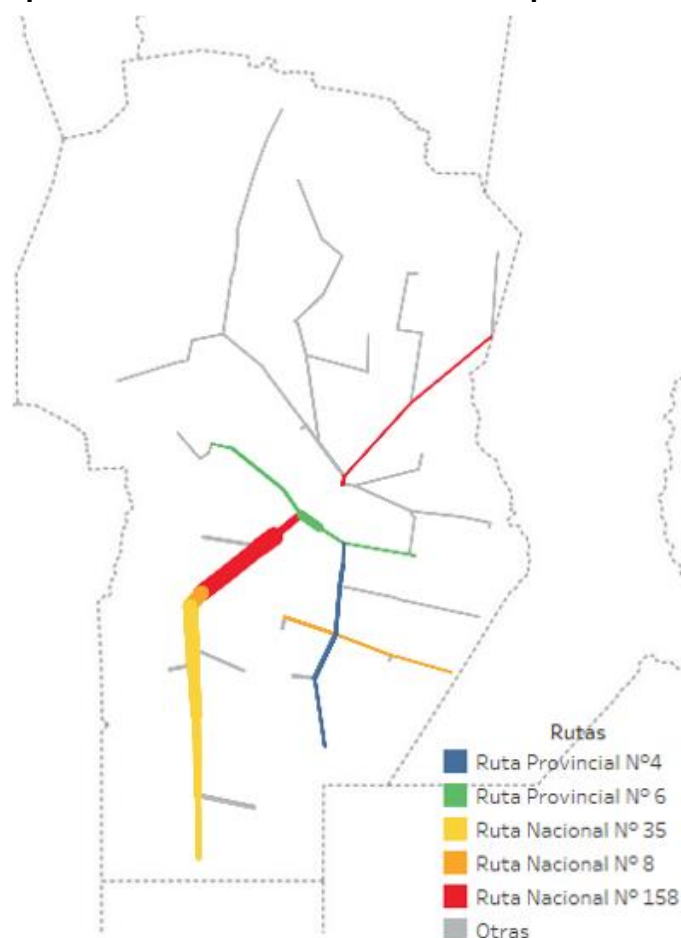 Rutas
Ruta Provincial Nº4
Ruta Provincial Nº 6
Ruta Nacional Nº 35
Ruta Nacional Nº 8
Ruta Nacional Nº 158
Otras